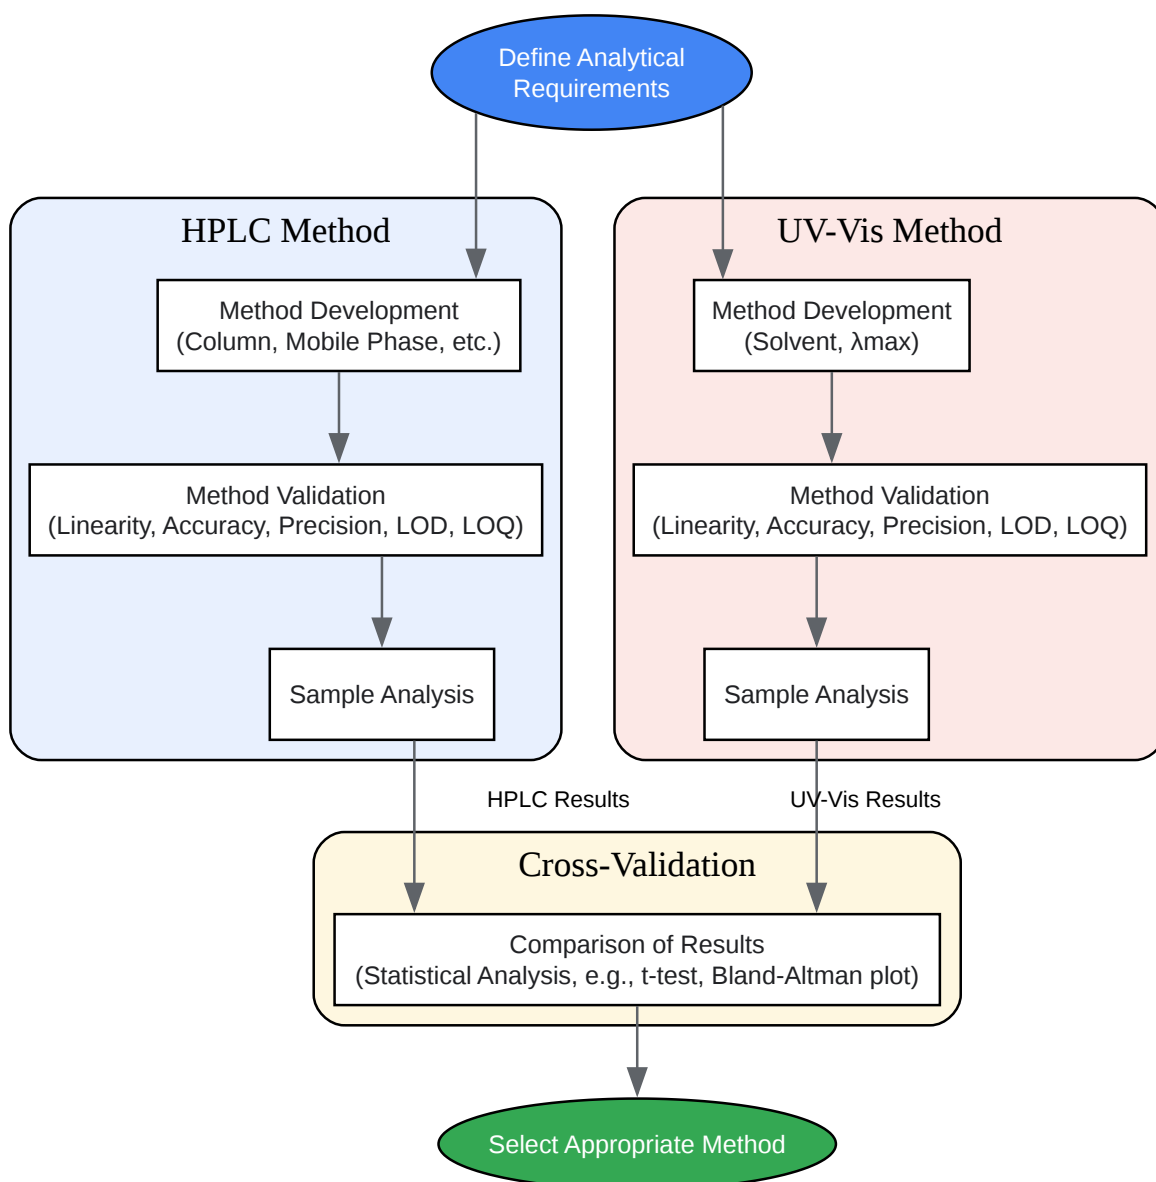 Define Analytical
Requirements
HPLC Method
Method Development
(Column, Mobile Phase, etc.)
Method Validation
(Linearity, Accuracy, Precision, LOD, LOQ)
Sample Analysis
UV-Vis Method
Method Development
(Solvent, λmax)
Method Validation
(Linearity, Accuracy, Precision, LOD, LOQ)
Sample Analysis
HPLC Results
UV-Vis Results
Cross-Validation
Comparison of Results
(Statistical Analysis, e.g., t-test, Bland-Altman plot)
Select Appropriate Method